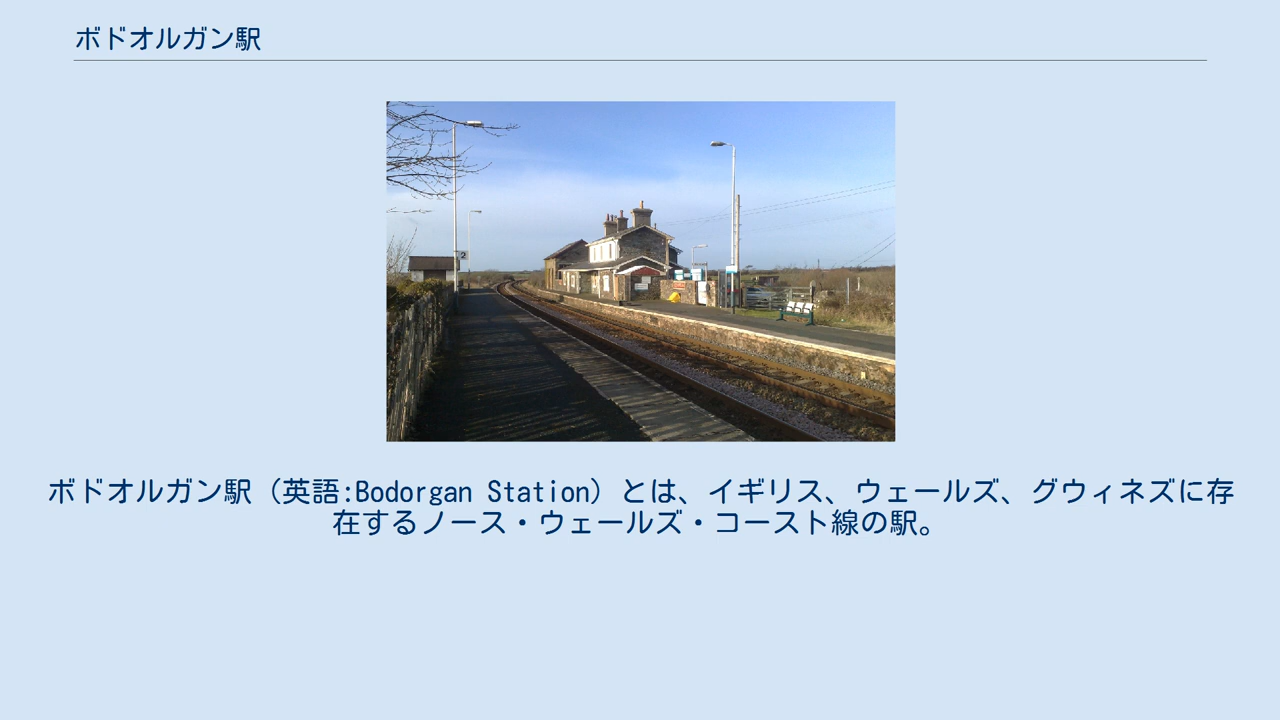 ボドオルガン駅
2
ボドオルガン駅（英語:Bodorgan Station）とは、イギリス、ウェールズ、グウィネズに存
在するノース・ウェールズ・コースト線の駅。